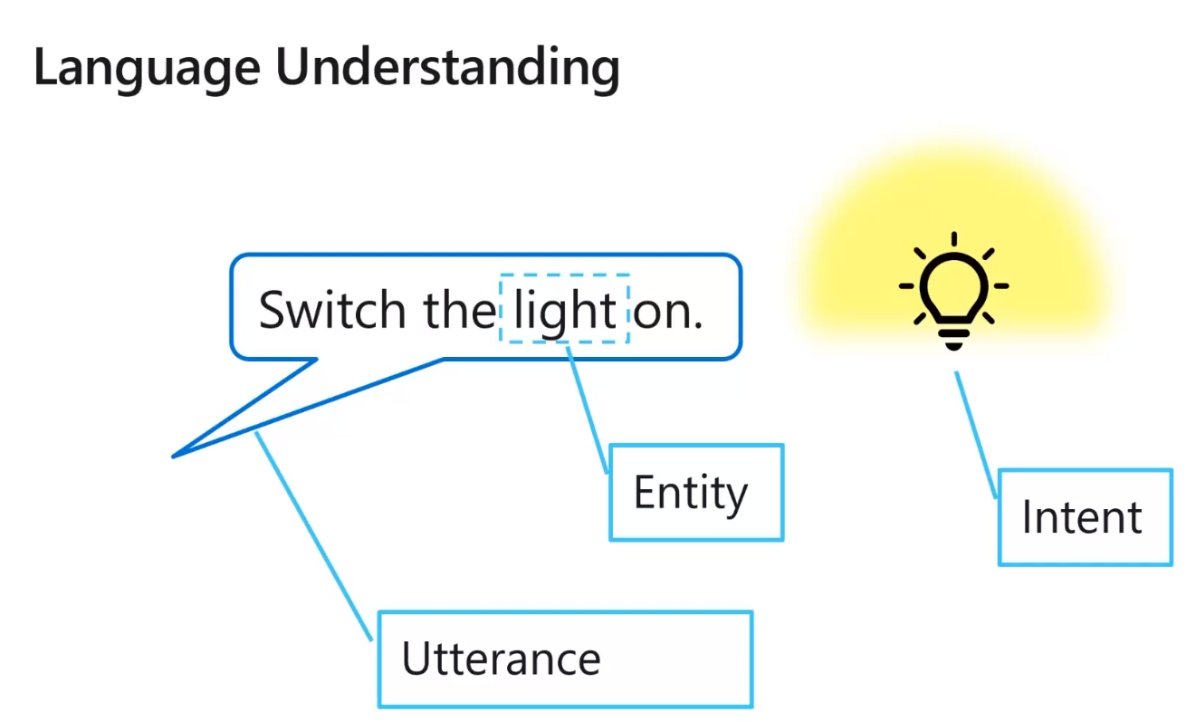 Language Understanding
Switch the light on.
Entity
Intent
Utterance